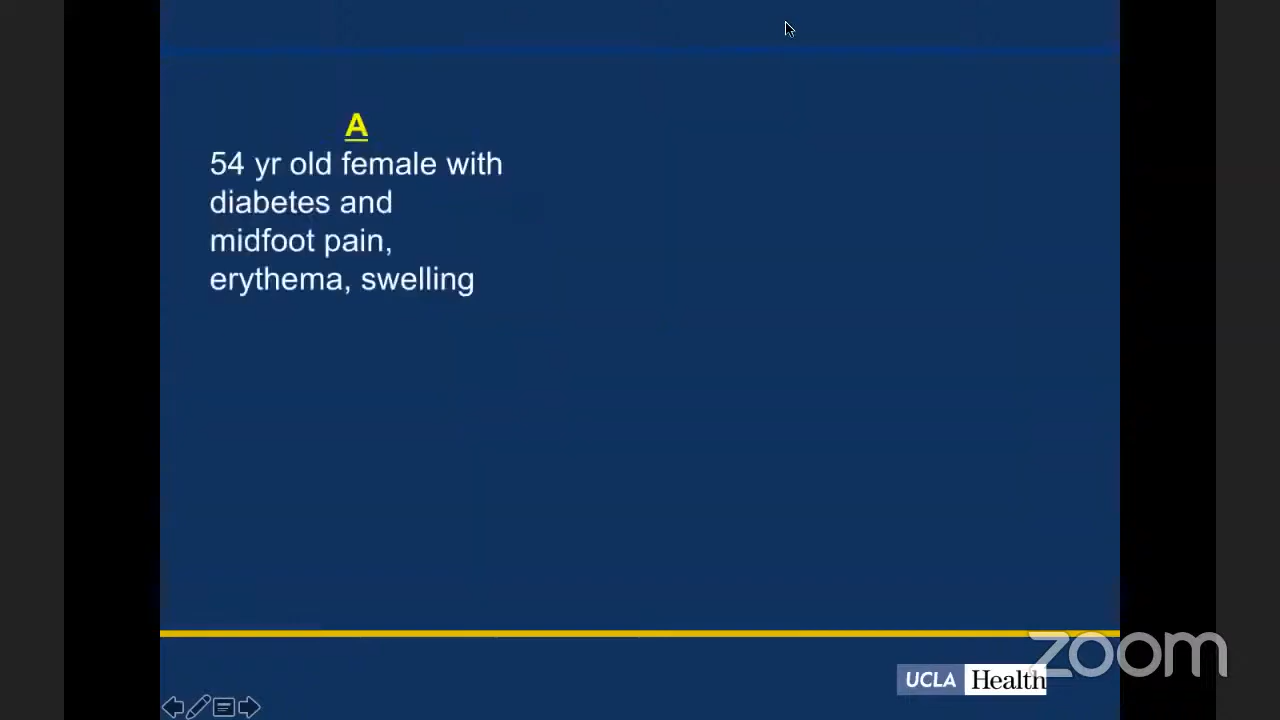 A
54 yr old female with
diabetes and
midfoot pain,
erythema, swelling
zoom
UCLA Health